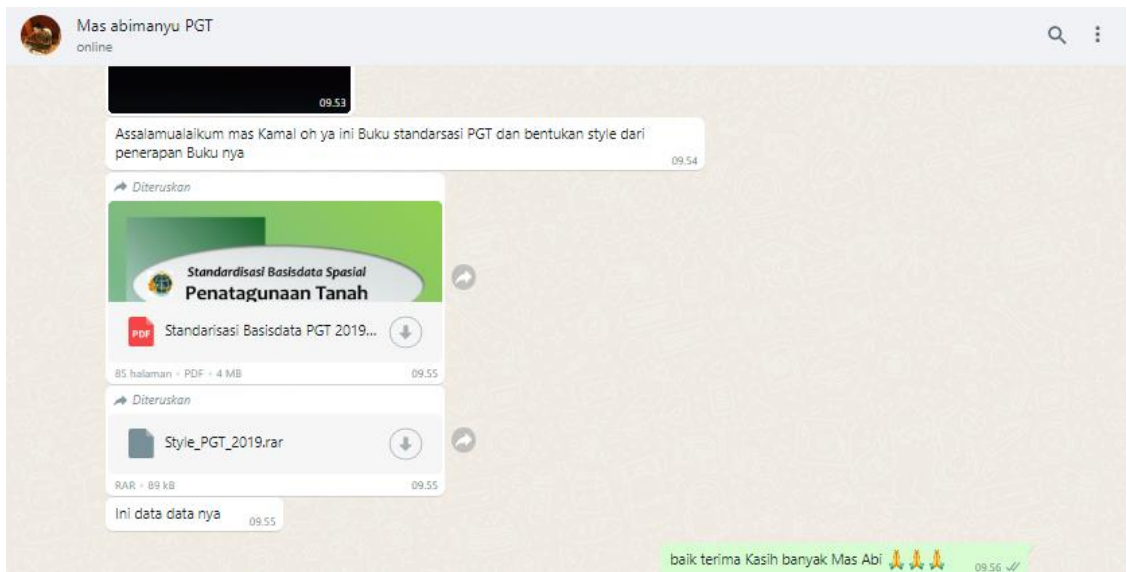 Mas abimanyu PGT
online
09.53
Assalamualaikum mas Kamal oh ya ini Buku standarsasi PGT dan bentukan style dari
penerapan Buku nya
09.54
Diteruskan
Standardisasi Basisdata Spasial
Penatagunaan Tanah
PDF
Standarisasi Basisdata PGT 2019...
85 halaman • PDF • 4 MB
09.55
Diteruskan
Style_PGT_2019.rar
RAR • 89 kB
09.55
Ini data data nya
09.55
baik terima Kasih banyak Mas Abi 🙏🙏🙏
09.56